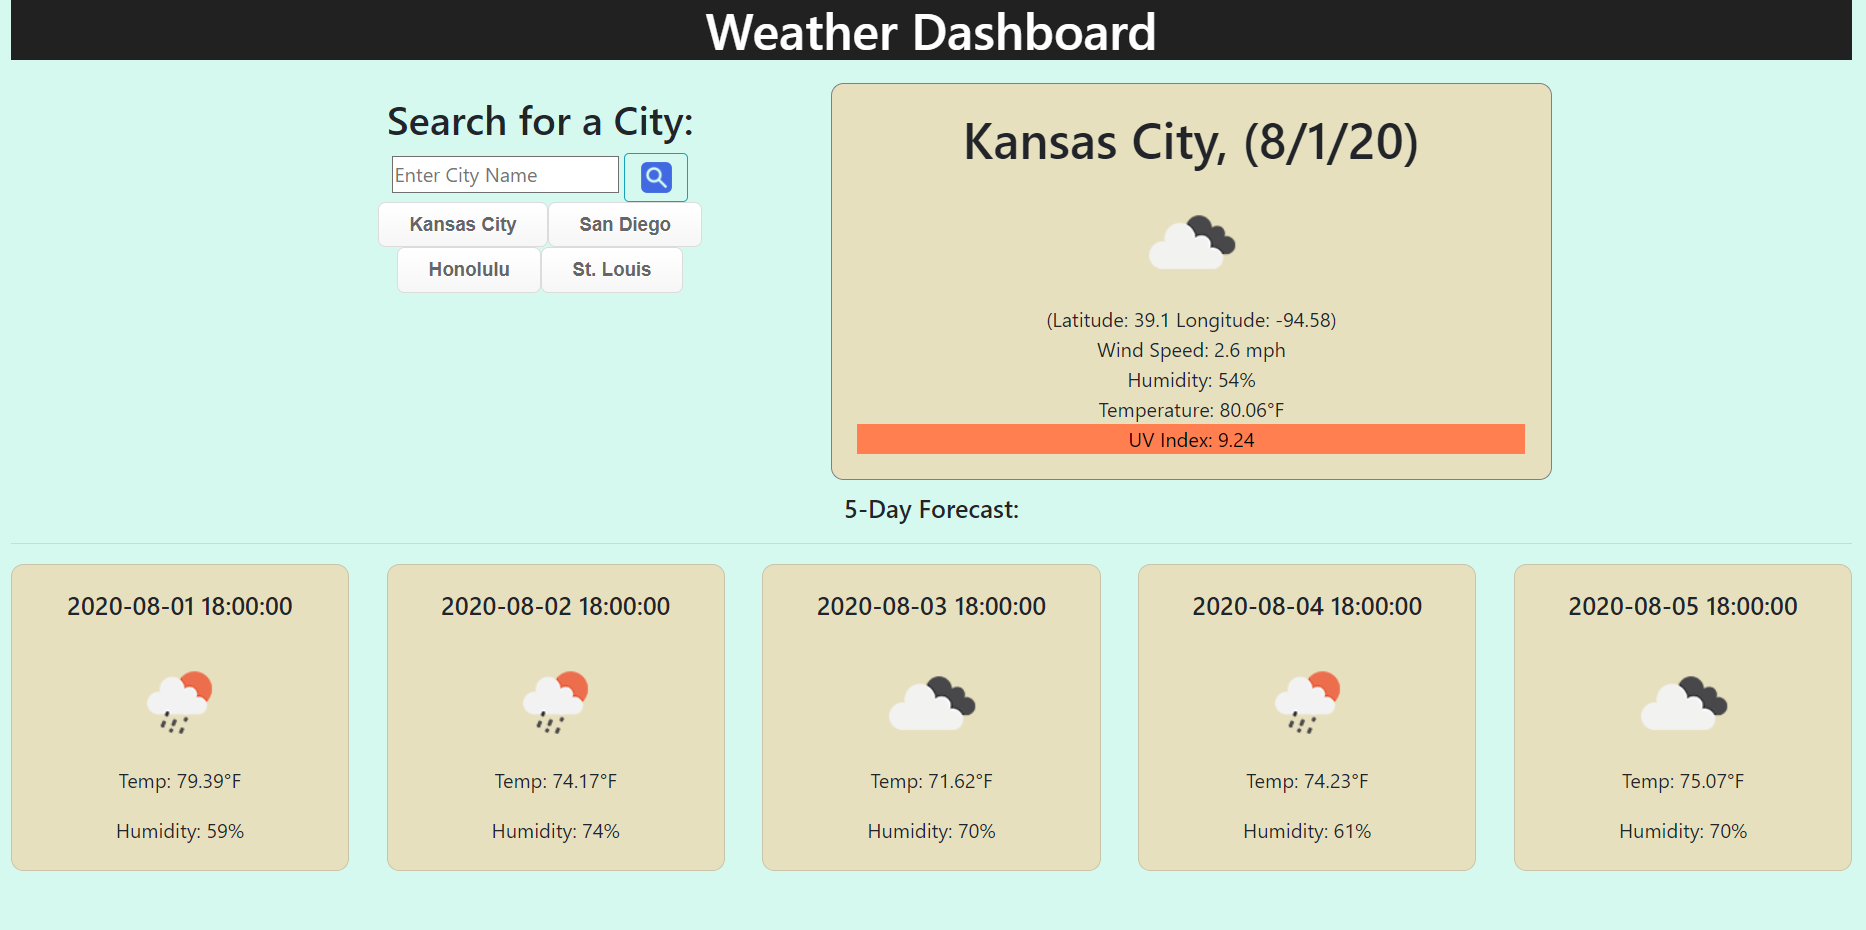 Weather Dashboard
Search for a City:
Enter City Name
Kansas City
San Diego
Honolulu
St. Louis
Kansas City, (8/1/20)
(Latitude: 39.1 Longitude: -94.58)
Wind Speed: 2.6 mph
Humidity: 54%
Temperature: 80.06°F
UV Index: 9.24
5-Day Forecast:
2020-08-01 18:00:00
Temp: 79.39°F
Humidity: 59%
2020-08-02 18:00:00
Temp: 74.17°F
Humidity: 74%
2020-08-03 18:00:00
Temp: 71.62°F
Humidity: 70%
2020-08-04 18:00:00
Temp: 74.23°F
Humidity: 61%
2020-08-05 18:00:00
Temp: 75.07°F
Humidity: 70%